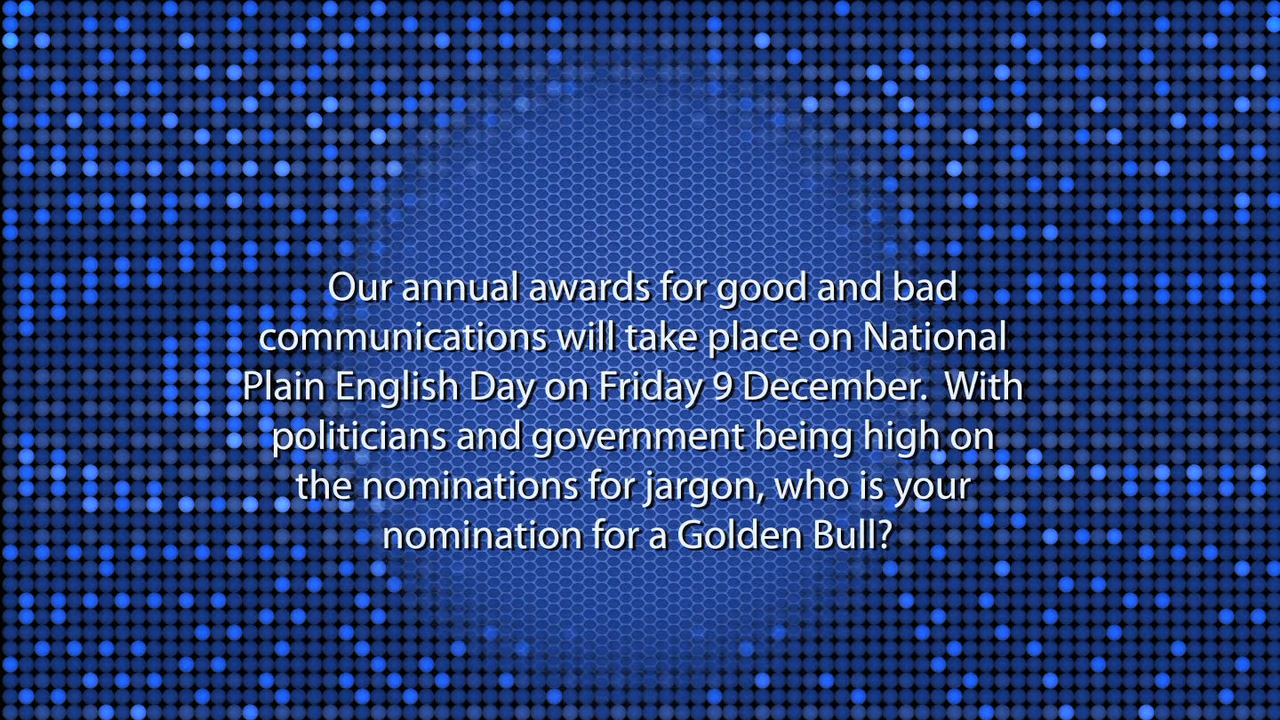 Our annual awards for good and bad
communications will take place on National
Plain English Day on Friday 9 December.  With
politicians and government being high on
the nominations for jargon, who is your
nomination for a Golden Bull?